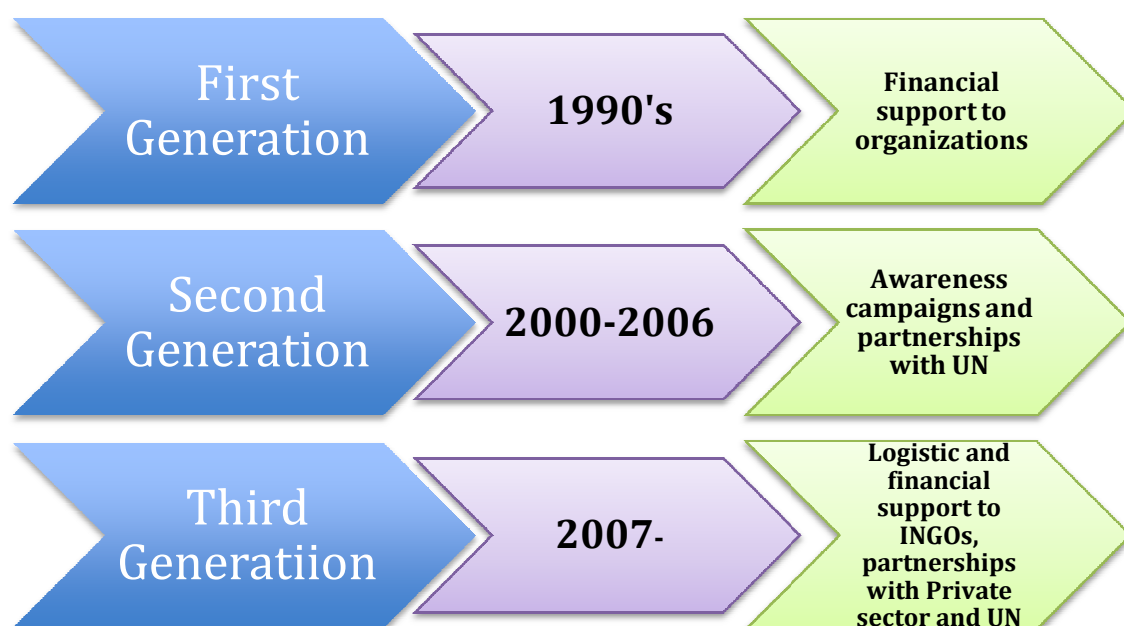 First
Generation
1990's
Financial
support to
organizations
Second
Generation
2000-2006
Awareness
campaigns and
partnerships
with UN
Third
Generatiion
2007-
Logistic and
financial
support to
INGOs,
partnerships
with Private
sector and UN